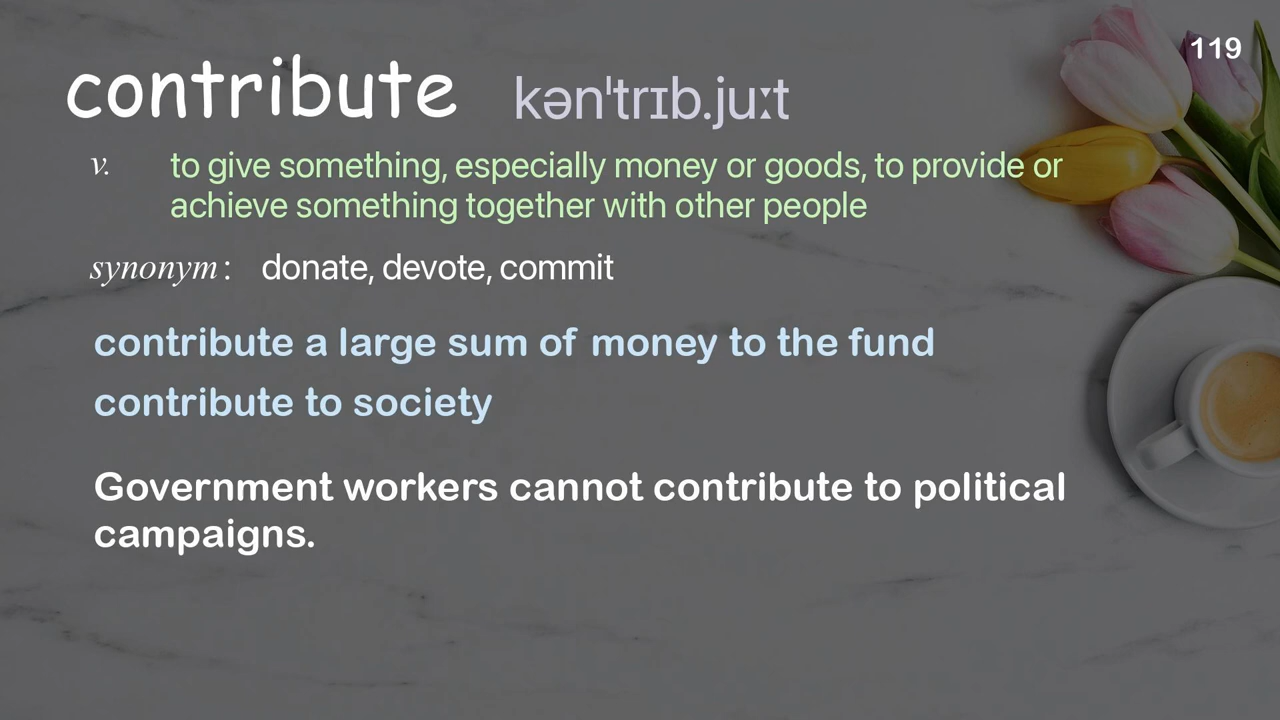 119
contribute kən'trɪb.juːt
v. to give something, especially money or goods, to provide or
achieve something together with other people
synonym : donate, devote, commit
contribute a large sum of money to the fund
contribute to society
Government workers cannot contribute to political
campaigns.